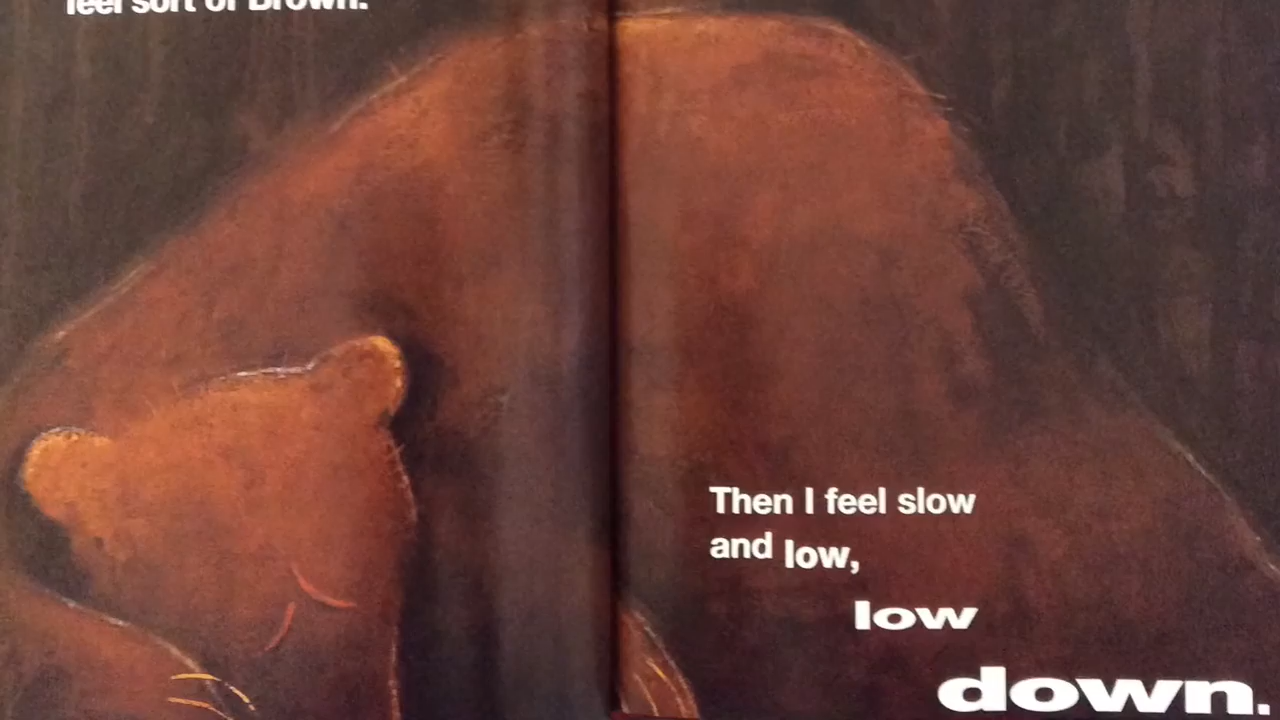 feel sort of Brown.
Then I feel slow
and low,
low
down.